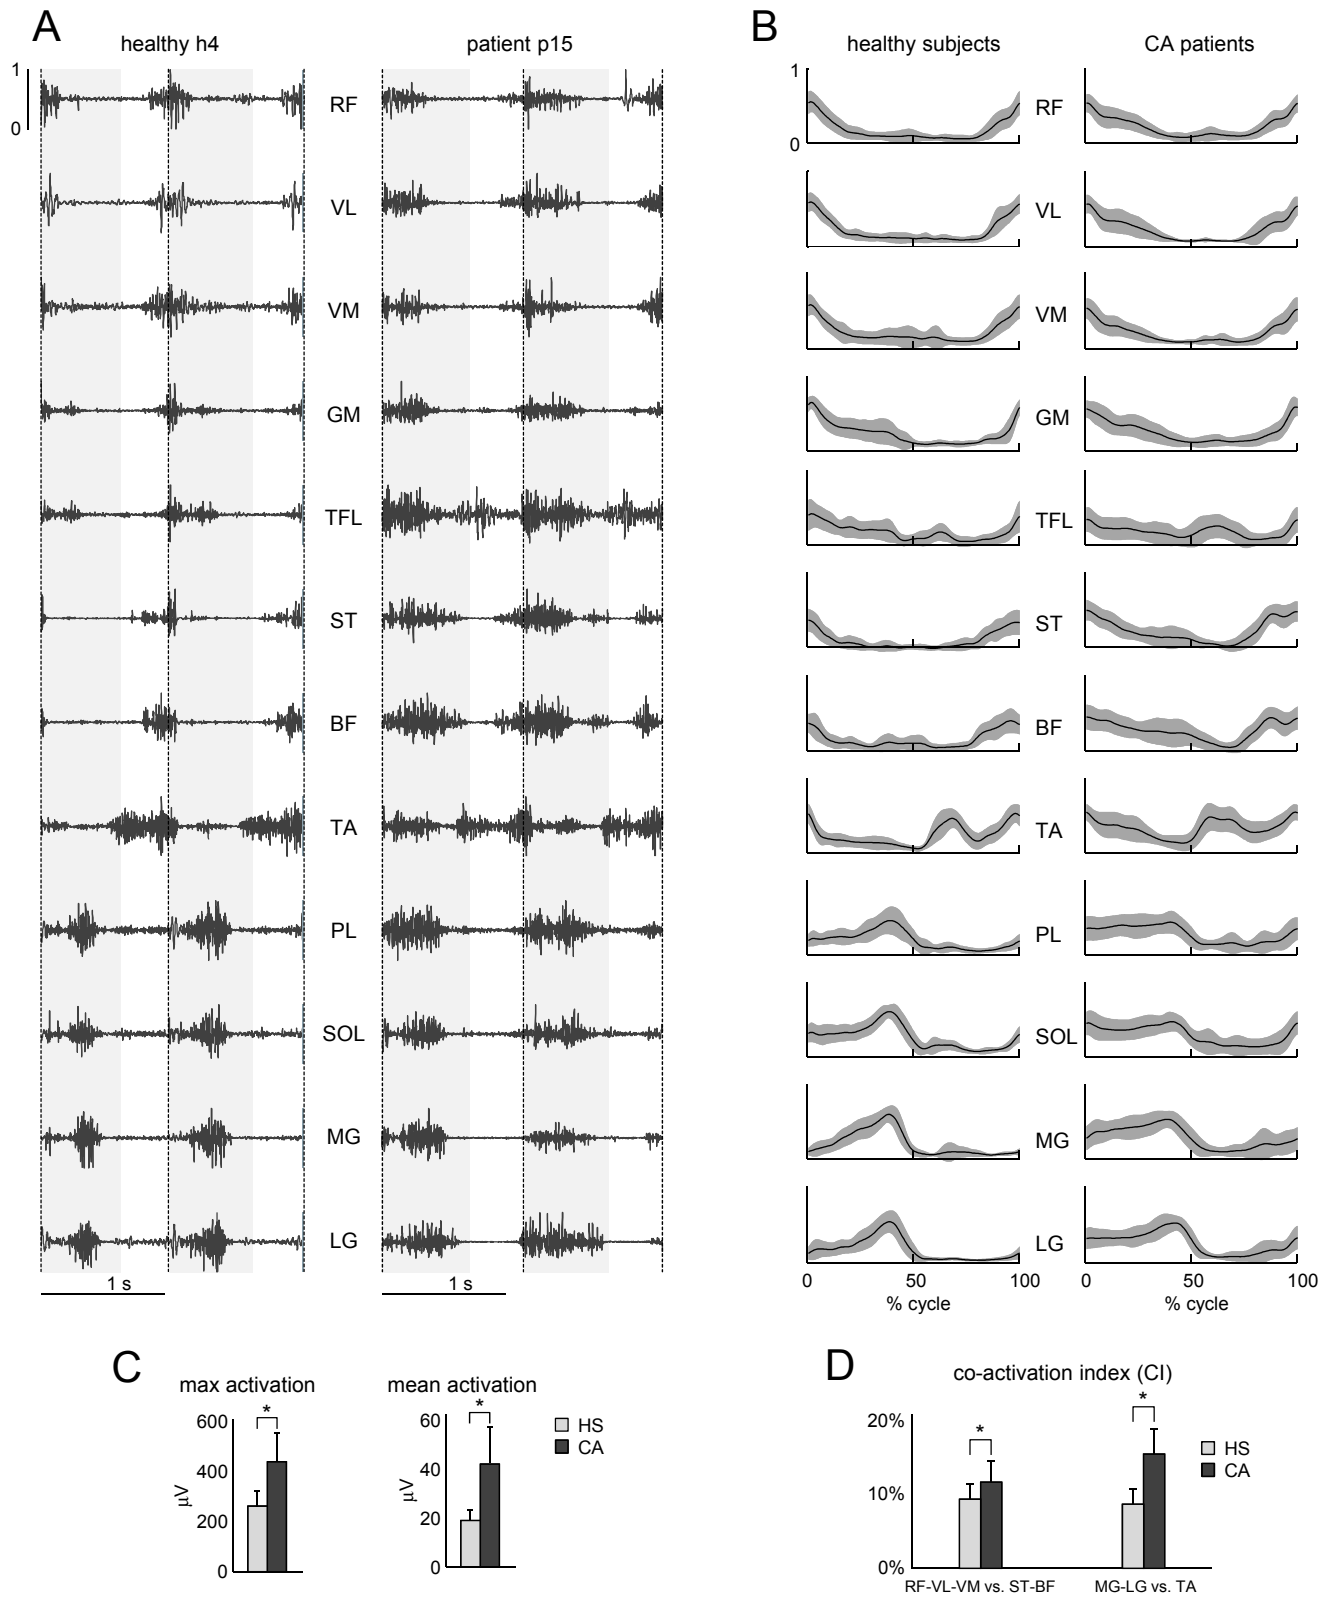 A
healthy h4
patient p15
1
0
RF
VL
VM
GM
TFL
ST
BF
TA
PL
SOL
MG
LG
1 s
1 s
B
healthy subjects
CA patients
1
0
RF
VL
VM
GM
TFL
ST
BF
TA
PL
SOL
MG
LG
0 50 100
0 50 100
% cycle
% cycle
C
max activation
*
600
400
200
0
µV
mean activation
*
60
40
20
0
µV
HS
CA
D
co-activation index (CI)
*
*
20%
10%
0%
HS
CA
RF-VL-VM vs. ST-BF
MG-LG vs. TA